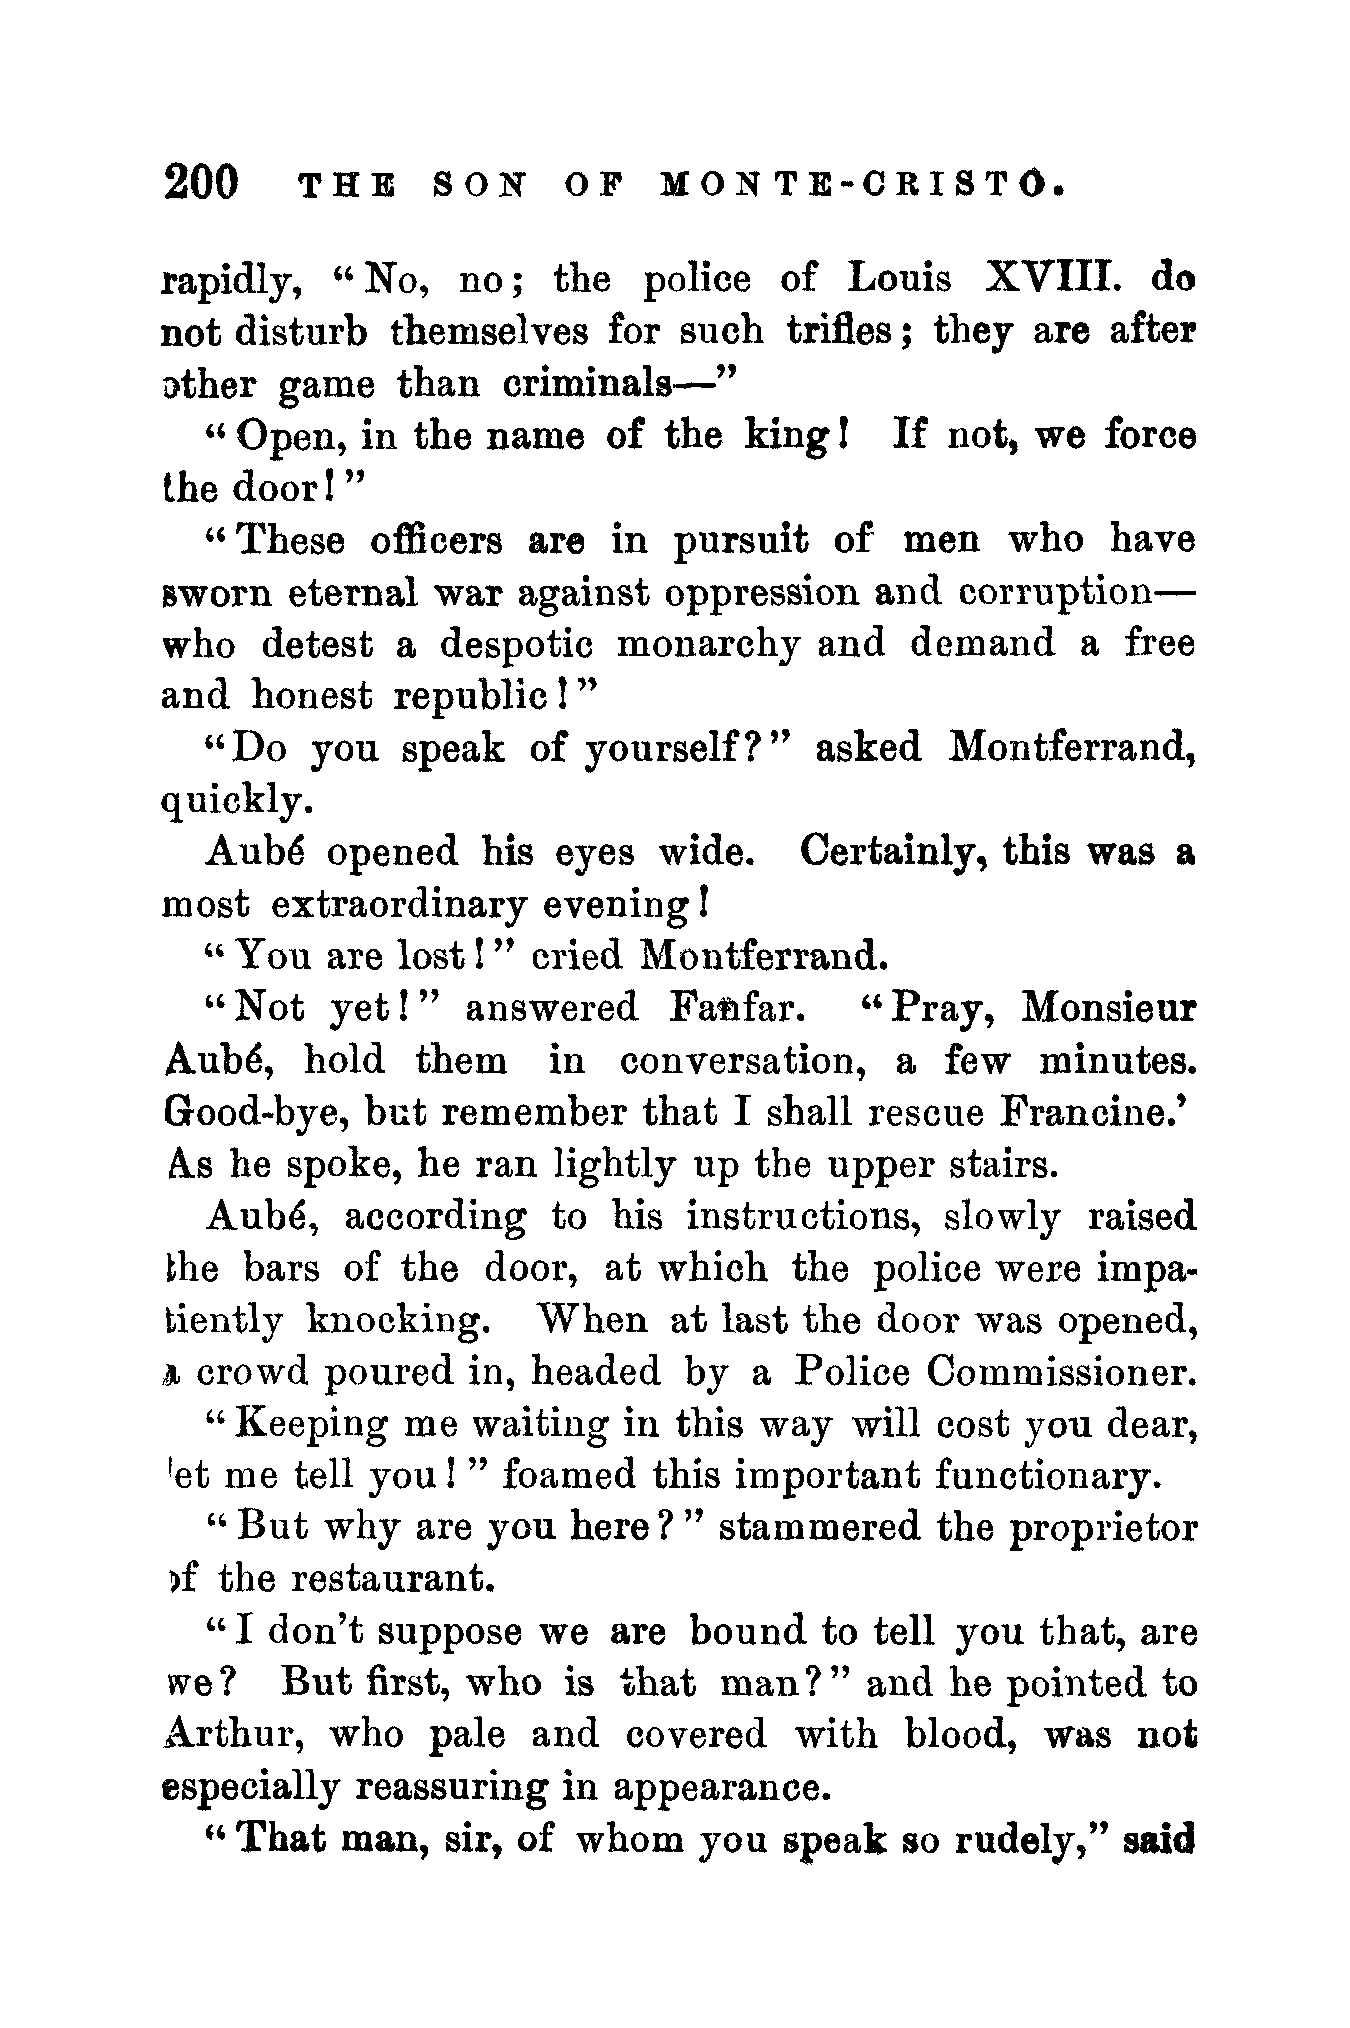 200 THE SON OF MONTE-CRISTO.
rapidly, “No, no; the police of Louis XVIII. do
not disturb themselves for such trifles; they are after
other game than criminals—”
“Open, in the name of the king! If not, we force
the door!”
“These officers are in pursuit of men who have
sworn eternal war against oppression and corruption—
who detest a despotic monarchy and demand a free
and honest republic!”
“Do you speak of yourself?” asked Montferrand,
quickly.
Aubé opened his eyes wide. Certainly, this was a
most extraordinary evening!
“You are lost!” cried Montferrand.
“Not yet!” answered Fanfar. “Pray, Monsieur
Aubé, hold them in conversation, a few minutes.
Good-bye, but remember that I shall rescue Francine.’
As he spoke, he ran lightly up the upper stairs.
Aubé, according to his instructions, slowly raised
the bars of the door, at which the police were impa-
tiently knocking. When at last the door was opened,
a crowd poured in, headed by a Police Commissioner.
“Keeping me waiting in this way will cost you dear,
let me tell you!” foamed this important functionary.
“But why are you here?” stammered the proprietor
of the restaurant.
“I don’t suppose we are bound to tell you that, are
we? But first, who is that man?” and he pointed to
Arthur, who pale and covered with blood, was not
especially reassuring in appearance.
“That man, sir, of whom you speak so rudely,” said